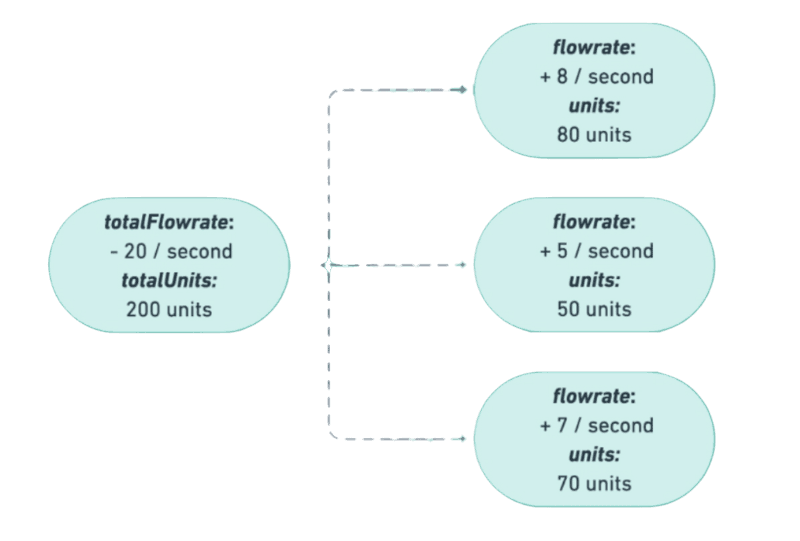 totalFlowrate:
- 20 / second
totalUnits:
200 units
flowrate:
+ 8 / second
units:
80 units
flowrate:
+ 5 / second
units:
50 units
flowrate:
+ 7 / second
units:
70 units